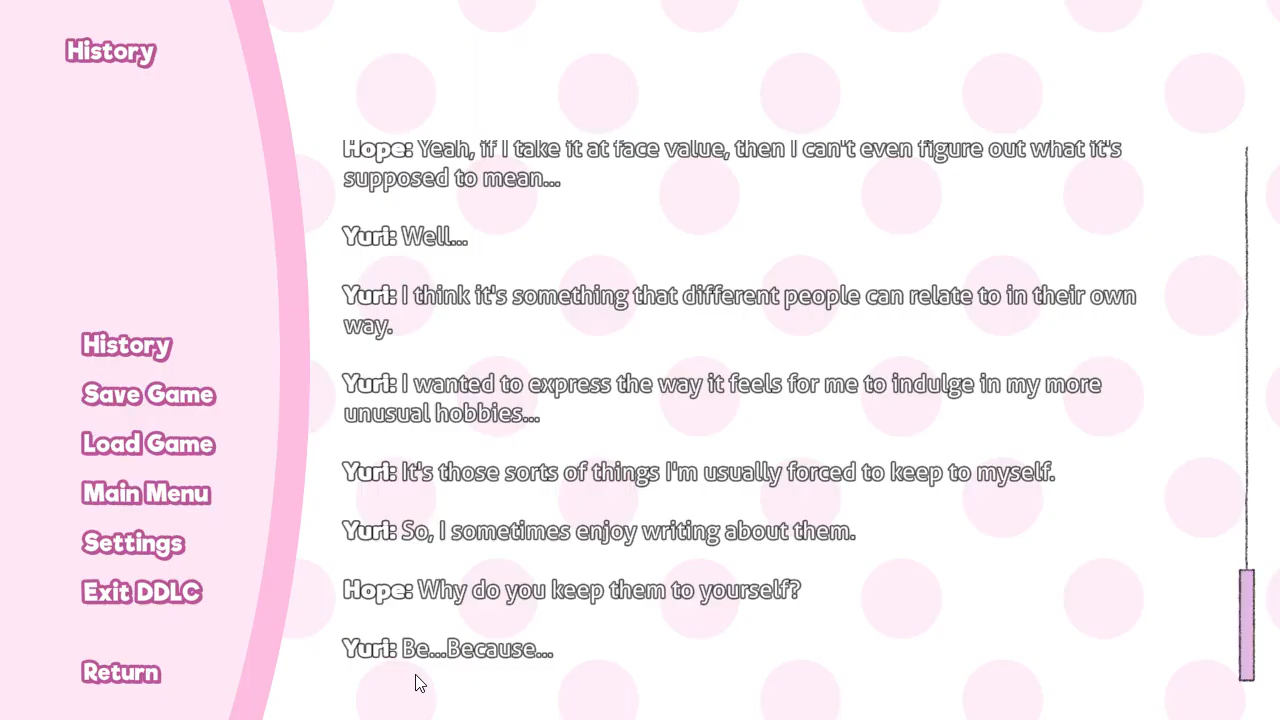 History
Hope: Yeah, if I take it at face value, then I can't even figure out what it's
supposed to mean...
Yuri: Well...
Yuri: I think it's something that different people can relate to in their own
way.
Yuri: I wanted to express the way it feels for me to indulge in my more
unusual hobbies...
Yuri: It's those sorts of things I'm usually forced to keep to myself.
Yuri: So, I sometimes enjoy writing about them.
Hope: Why do you keep them to yourself?
Yuri: Be...Because...
History
Save Game
Load Game
Main Menu
Settings
Exit DDLC
Return